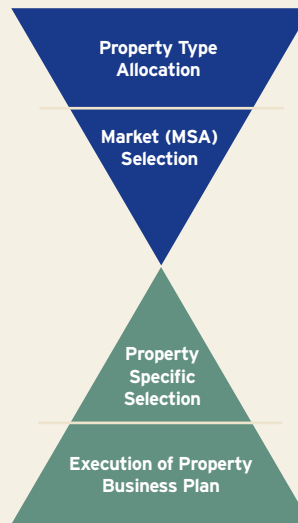 Property Type
Allocation
Market (MSA)
Selection
Property
Specific
Selection
Execution of Property
Business Plan